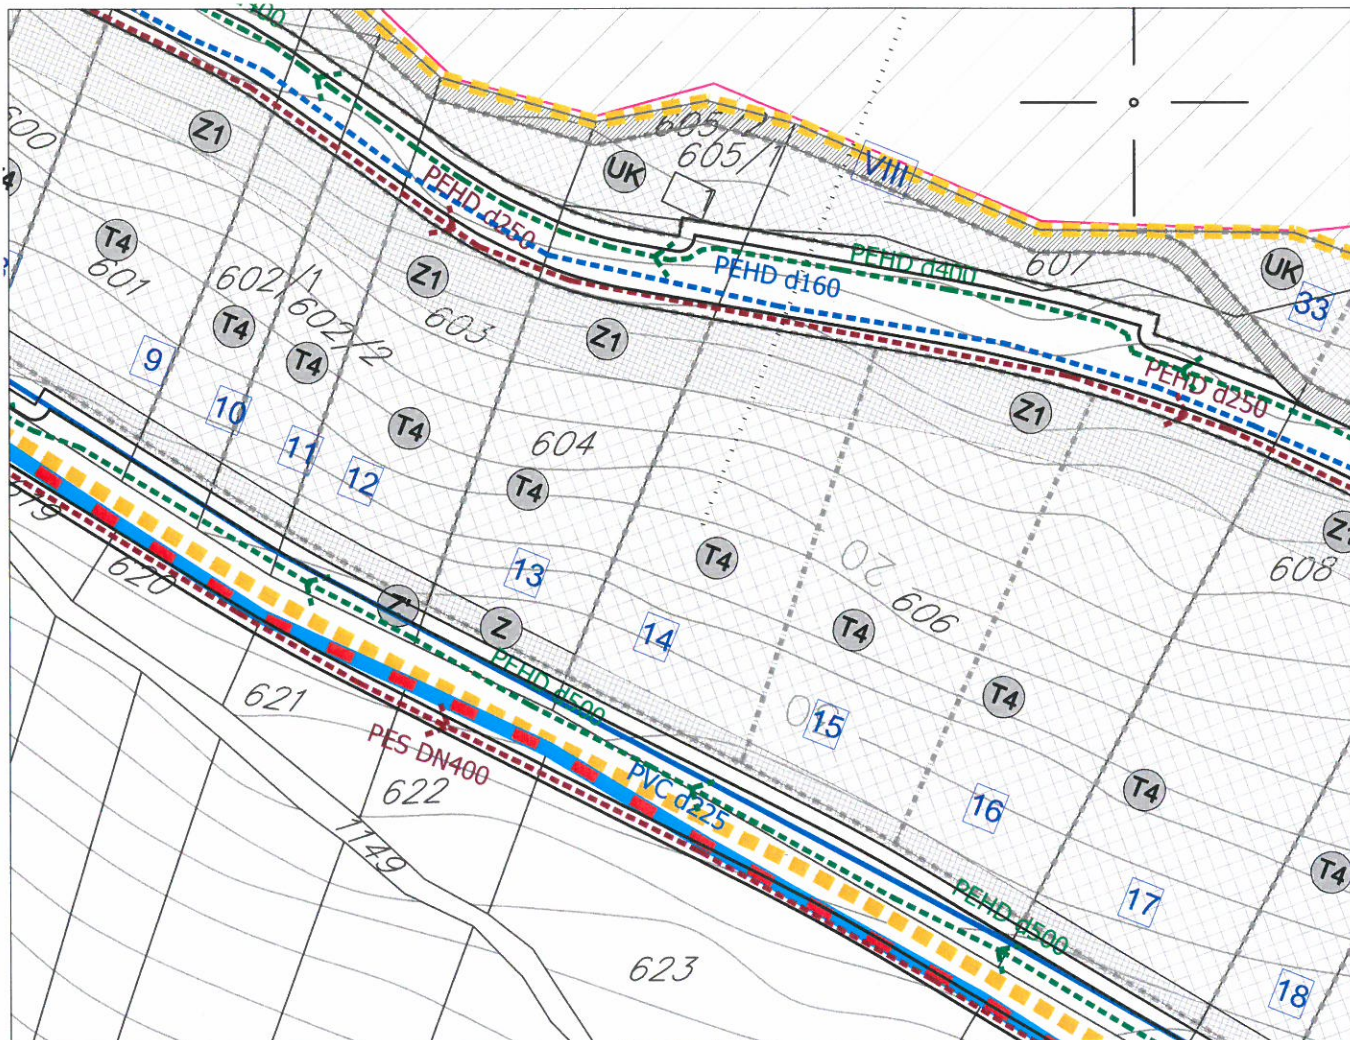 605/2
605/1
Z1
UK
VIII
600
PEHD d250
T4
601
602/1
Z1
603
PEHD d160
PEHD d400
607
UK
33
T4
602/2
T4
Z1
9
10
11
12
T4
604
T4
PEHD d250
Z1
Z1
608
13
T4
20
606
T4
14
T4
620
Z'
Z
PEHD d500
621
PES DN400
622
PVC d225
15
16
T4
T4
17
1149
PEHD d500
623
18